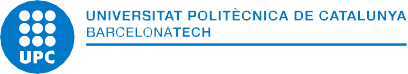 UPC
UNIVERSITAT POLITÈCNICA DE CATALUNYA
BARCELONATECH